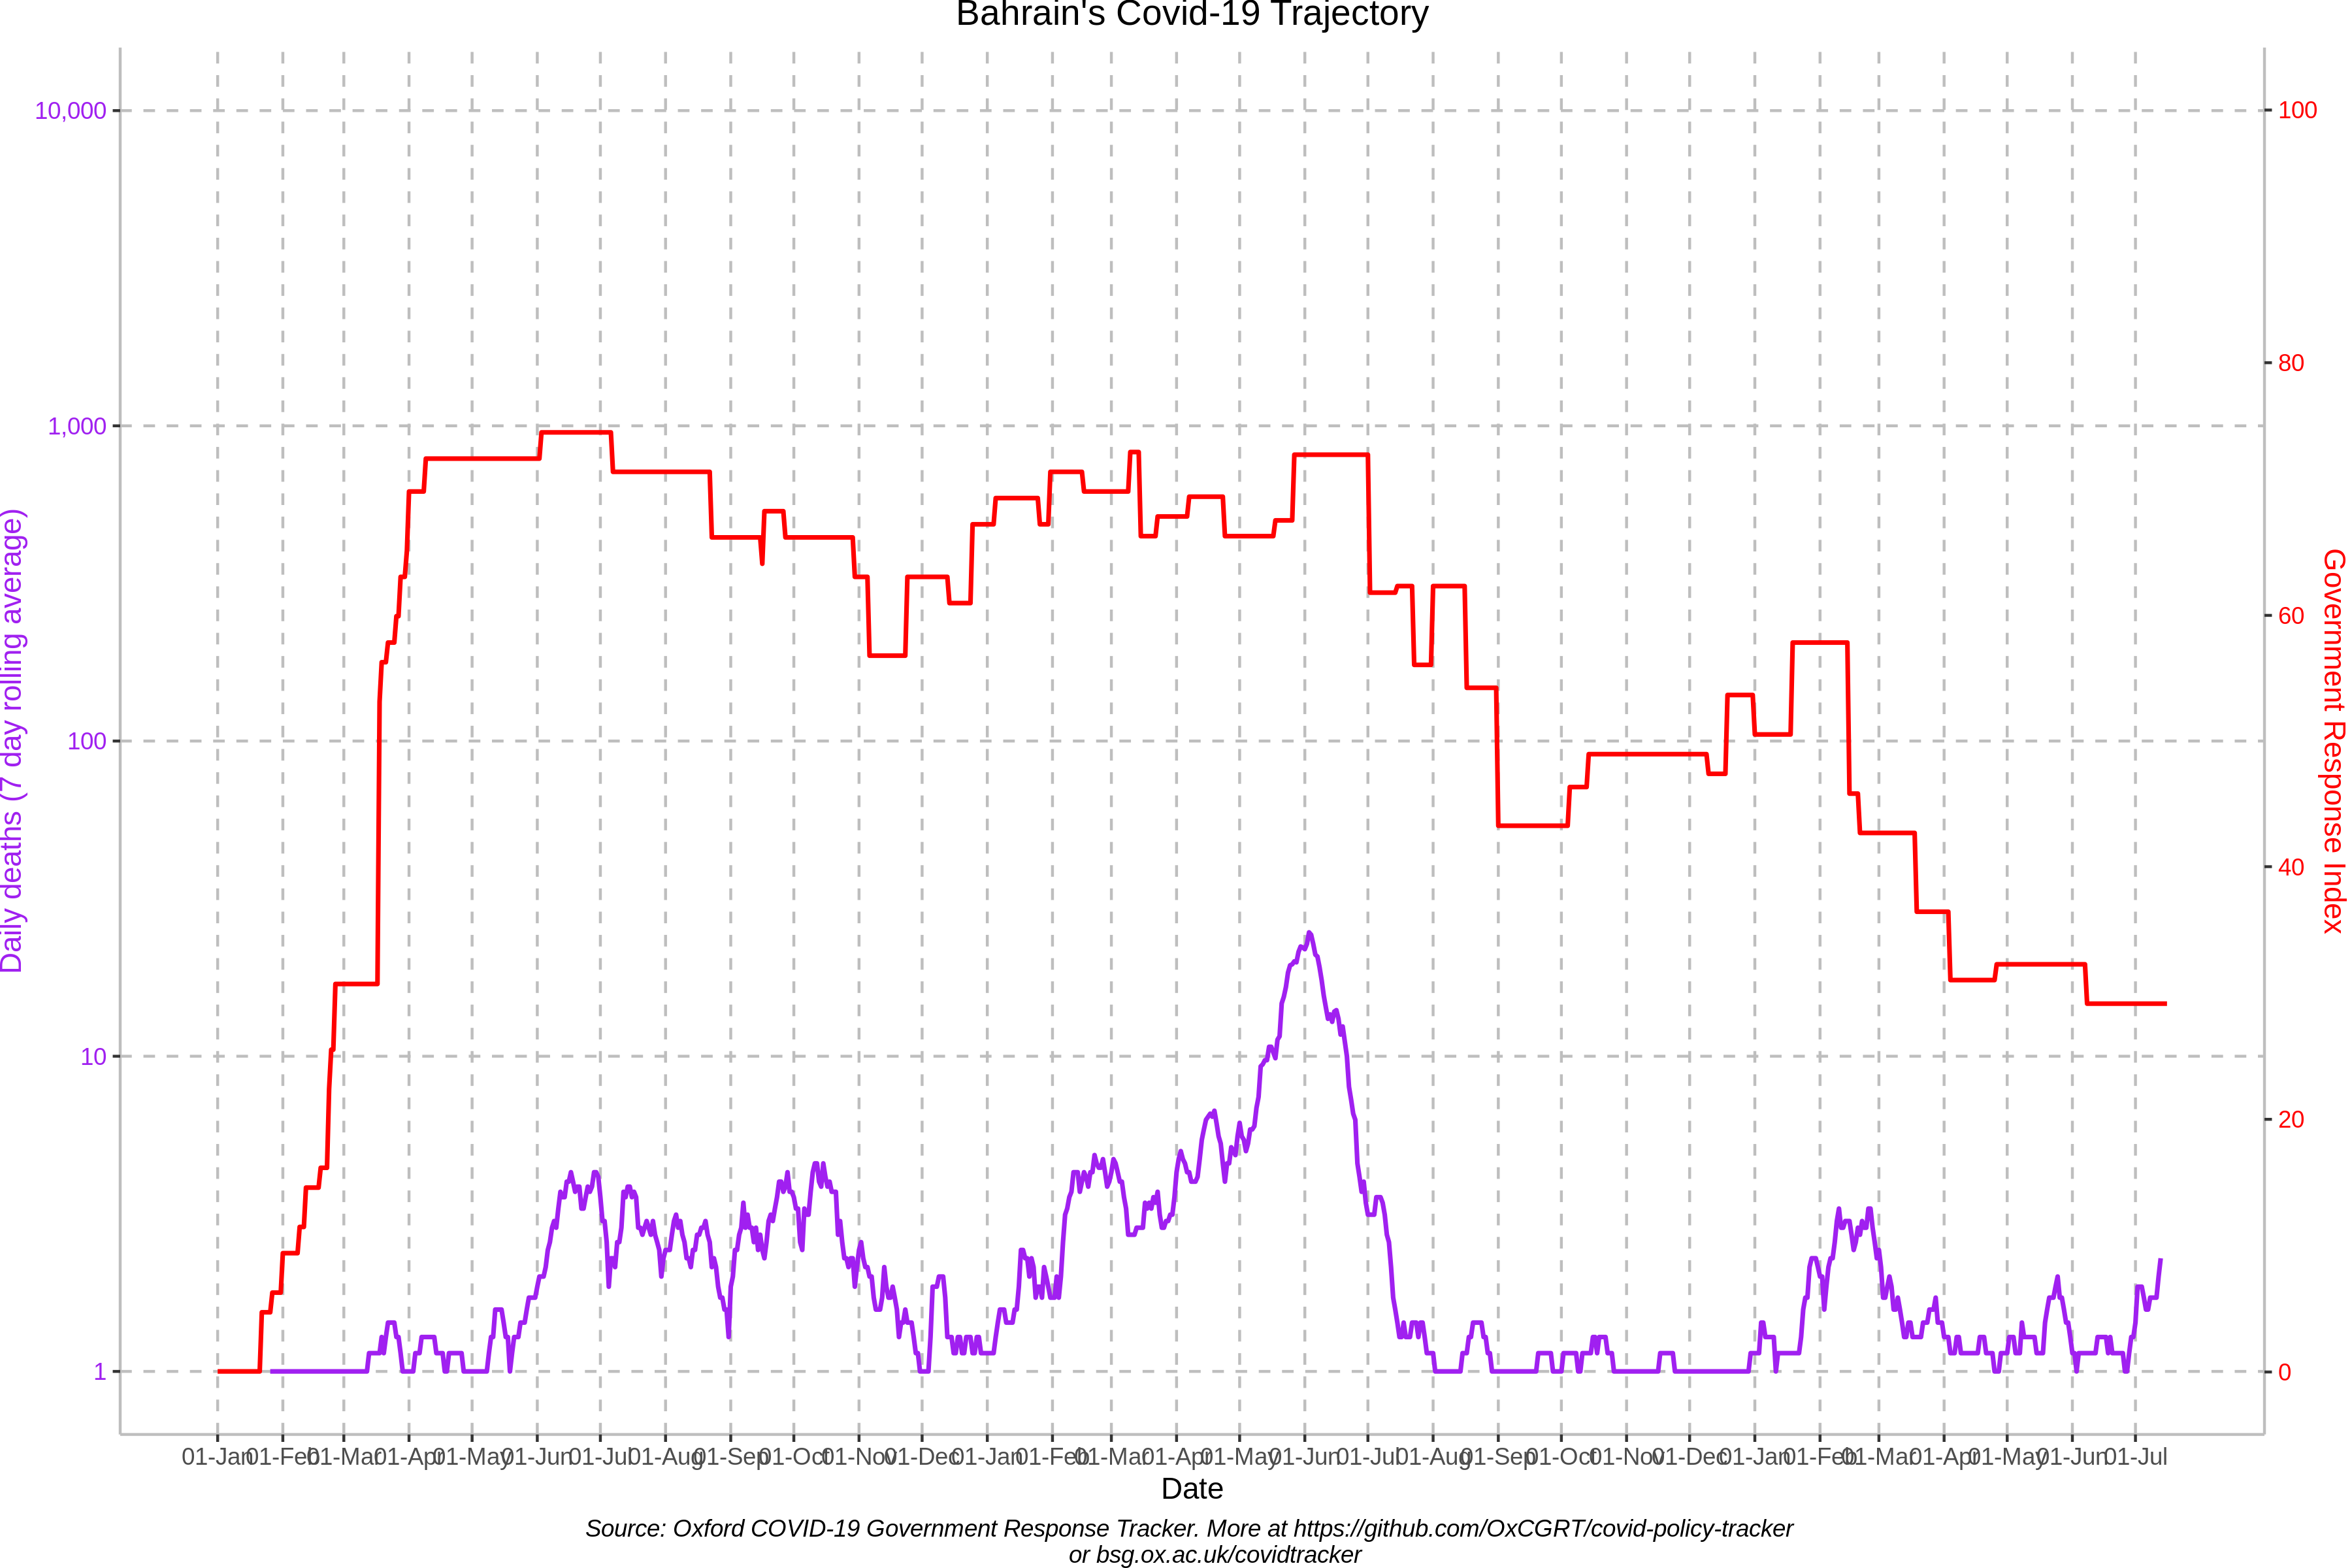 Bahrain's Covid-19 Trajectory
10,000
1,000
100
10
1
Daily deaths (7 day rolling average)
100
80
60
40
20
0
Government Response Index
01-Jan 01-Feb 01-Mar 01-Apr 01-May 01-Jun 01-Jul 01-Aug 01-Sep 01-Oct 01-Nov 01-Dec 01-Jan 01-Feb 01-Mar 01-Apr 01-May 01-Jun 01-Jul 01-Aug 01-Sep 01-Oct 01-Nov 01-Dec 01-Jan 01-Feb 01-Mar 01-Apr 01-May 01-Jun 01-Jul
Date
Source: Oxford COVID-19 Government Response Tracker. More at https://github.com/OxCGRT/covid-policy-tracker
or bsg.ox.ac.uk/covidtracker